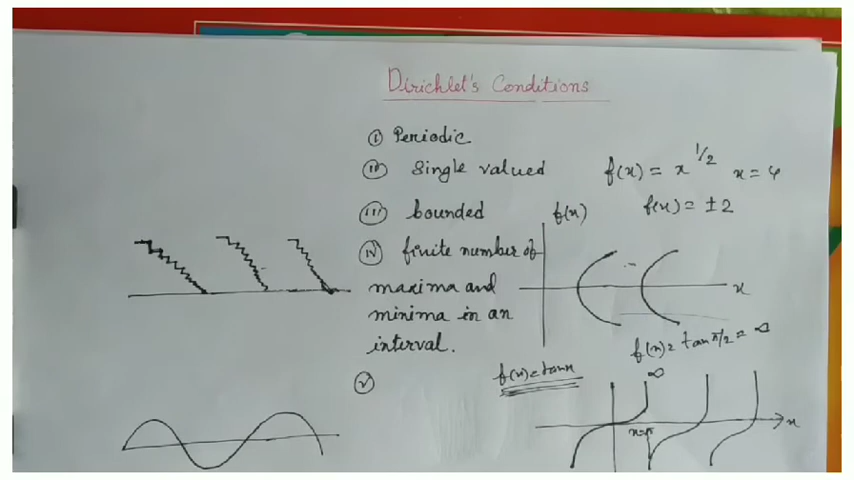 Dirichlet's Conditions
(i) Periodic
(ii) Single valued
f(x) = x^1/2 x = 4
(iii) bounded
f(x) = ±2
f(x)
x
(iv) finite number of
maxima and
minima in an
interval.
f(x) = tan π/2 = ∞
(v)
f(x) = tanx
∞
x